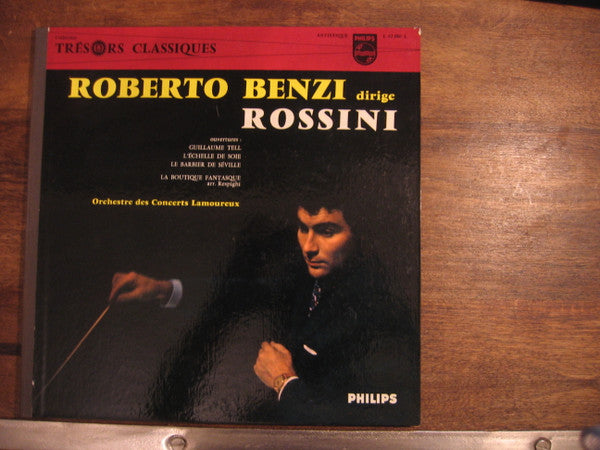 TRÉSORS CLASSIQUES
PHILIPS
ROBERTO BENZI dirige
ROSSINI
ouvertures :
GUILLAUME TELL
L'ÉCHELLE DE SOIE
LE BARBIER DE SÉVILLE
LA BOUTIQUE FANTASQUE
arr. Respighi
Orchestre des Concerts Lamoureux
PHILIPS